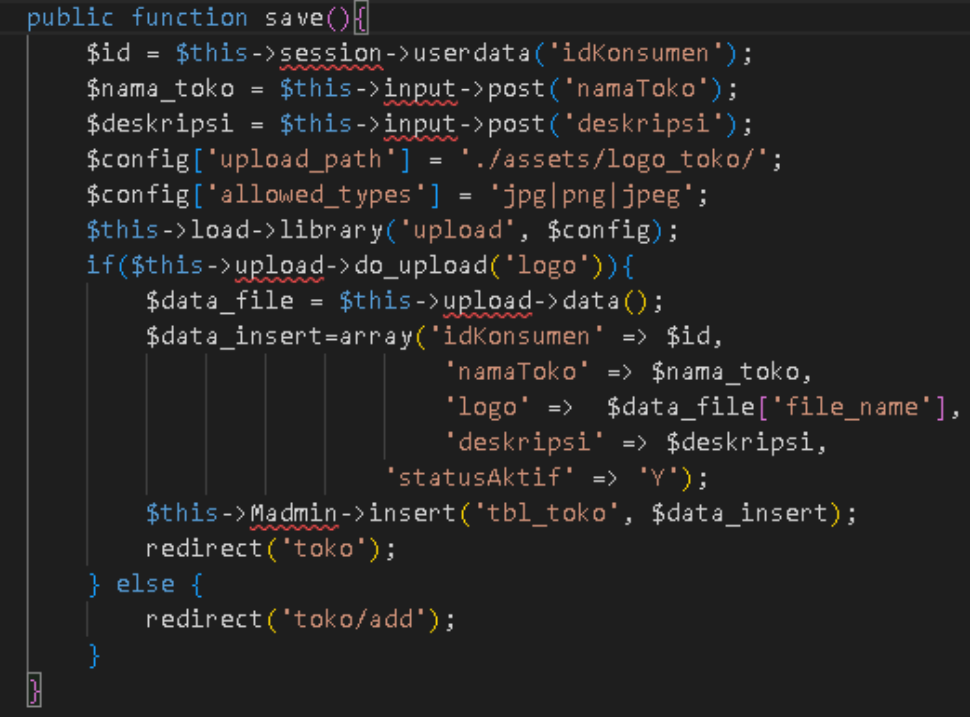 public function save(){
$id = $this->session->userdata('idKonsumen');
$nama_toko = $this->input->post('namaToko');
$deskripsi = $this->input->post('deskripsi');
$config['upload_path'] = './assets/logo_toko/';
$config['allowed_types'] = 'jpg|png|jpeg';
$this->load->library('upload', $config);
if($this->upload->do_upload('logo')){
$data_file = $this->upload->data();
$data_insert=array('idKonsumen' => $id,
'namaToko' => $nama_toko,
'logo' =>  $data_file['file_name'],
'deskripsi' => $deskripsi,
'statusAktif' => 'Y');
$this->Madmin->insert('tbl_toko', $data_insert);
redirect('toko');
} else {
redirect('toko/add');
}
}